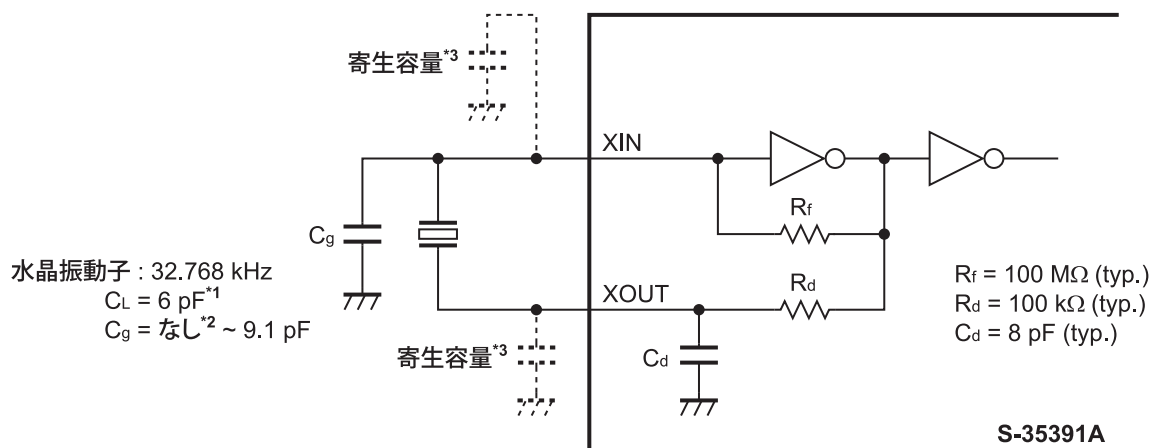 寄生容量*3
XIN
Rf
Cg
水晶振動子 : 32.768 kHz
CL = 6 pF*1
Cg = なし*2 ~ 9.1 pF
XOUT
Rd
Rf = 100 MΩ (typ.)
Rd = 100 kΩ (typ.)
Cd = 8 pF (typ.)
寄生容量*3
Cd
S-35391A